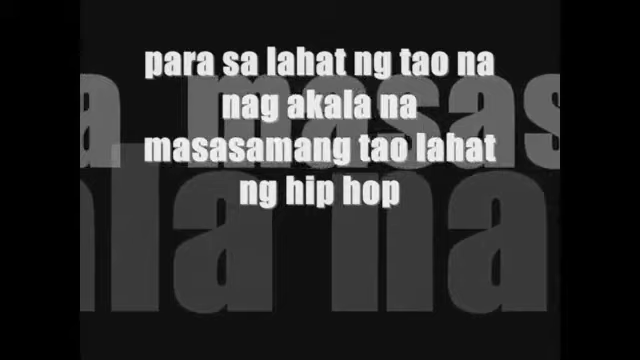 para sa lahat ng tao na
nag akala na
masasamang tao lahat
ng hip hop